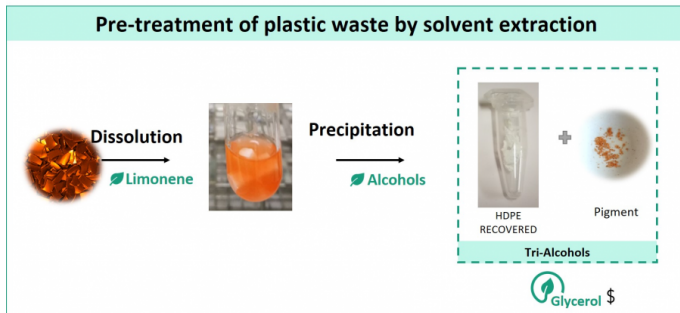 Pre-treatment of plastic waste by solvent extraction
Dissolution
Limonene
Precipitation
Alcohols
HDPE
RECOVERED
Pigment
Tri-Alcohols
Glycerol $